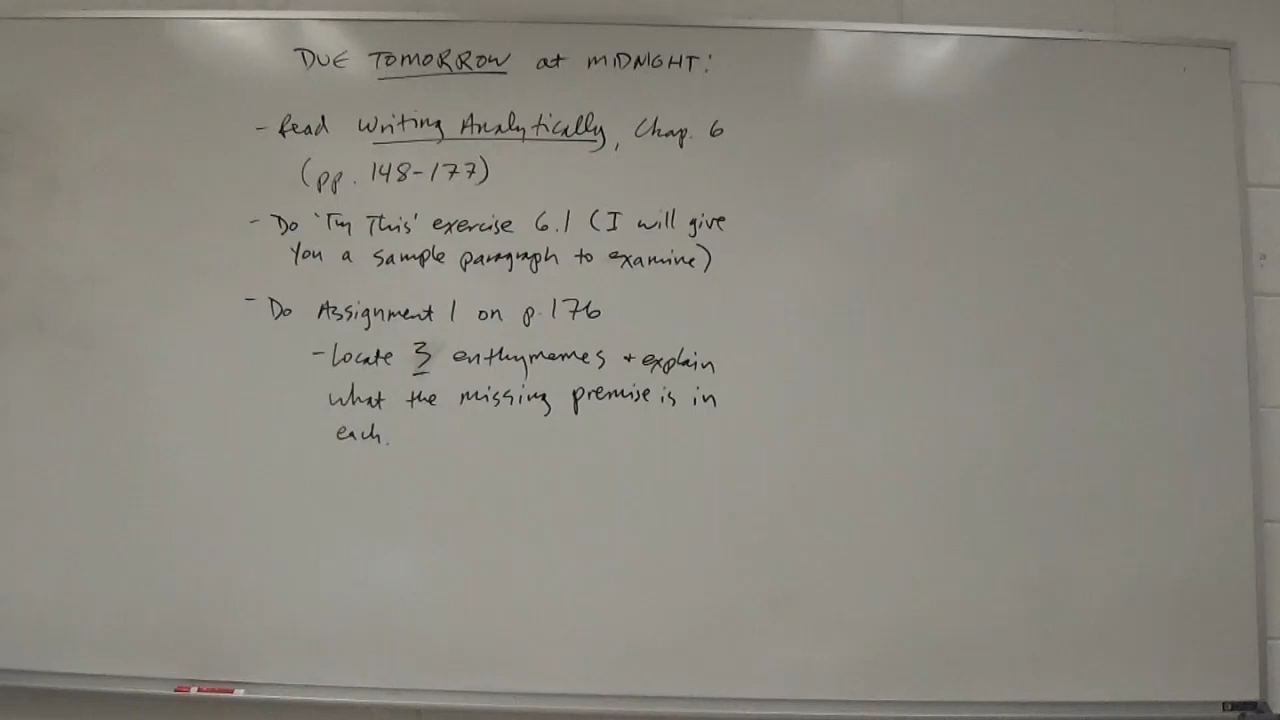 DUE TOMORROW at MIDNIGHT:
- Read Writing Analytically, Chap. 6
(pp. 148-177)
- Do 'Try This' exercise 6.1 (I will give
you a sample paragraph to examine)
- Do Assignment 1 on p. 176
- Locate 3 enthymemes + explain
what the missing premise is in
each.